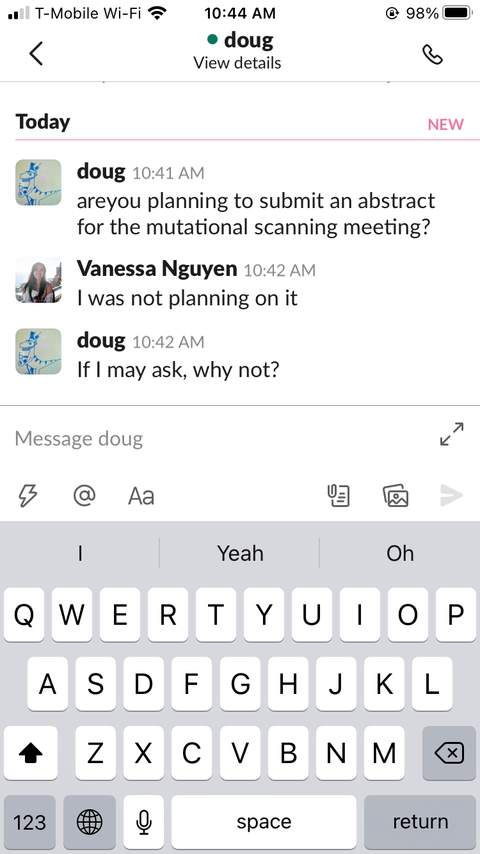 T-Mobile Wi-Fi 10:44 AM 98%
doug
View details
Today NEW
doug 10:41 AM
areyou planning to submit an abstract
for the mutational scanning meeting?
Vanessa Nguyen 10:42 AM
I was not planning on it
doug 10:42 AM
If I may ask, why not?
Message doug
@ Aa
I Yeah Oh
Q W E R T Y U I O P
A S D F G H J K L
Z X C V B N M
123 space return